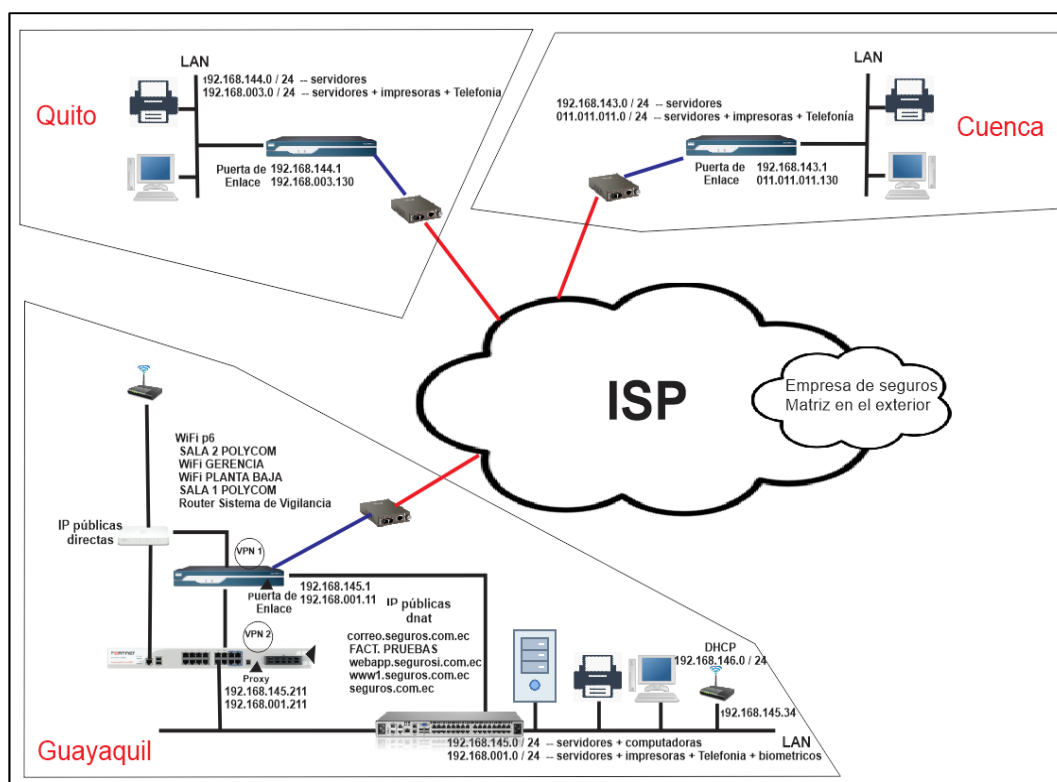 LAN
192.168.144.0 / 24 -- servidores
192.168.003.0 / 24 -- servidores + impresoras + Telefonia
Quito
Puerta de Enlace
192.168.144.1
192.168.003.130
LAN
192.168.143.0 / 24 -- servidores
011.011.011.0 / 24 -- servidores + impresoras + Telefonía
Cuenca
Puerta de Enlace
192.168.143.1
011.011.011.130
ISP
Empresa de seguros
Matriz en el exterior
WiFi p6
SALA 2 POLYCOM
WiFi GERENCIA
WiFi PLANTA BAJA
SALA 1 POLYCOM
Router Sistema de Vigilancia
IP públicas
directas
VPN 1
Puerta de
Enlace
192.168.145.1
192.168.001.11
IP públicas
dnat
correo.seguros.com.ec
FACT. PRUEBAS
webapp.segurosi.com.ec
www1.seguros.com.ec
seguros.com.ec
FORTINET
VPN 2
Proxy
192.168.145.211
192.168.001.211
DHCP
192.168.146.0 / 24
192.168.145.34
LAN
192.168.145.0 / 24 -- servidores + computadoras
192.168.001.0 / 24 -- servidores + impresoras + Telefonia + biometricos
Guayaquil